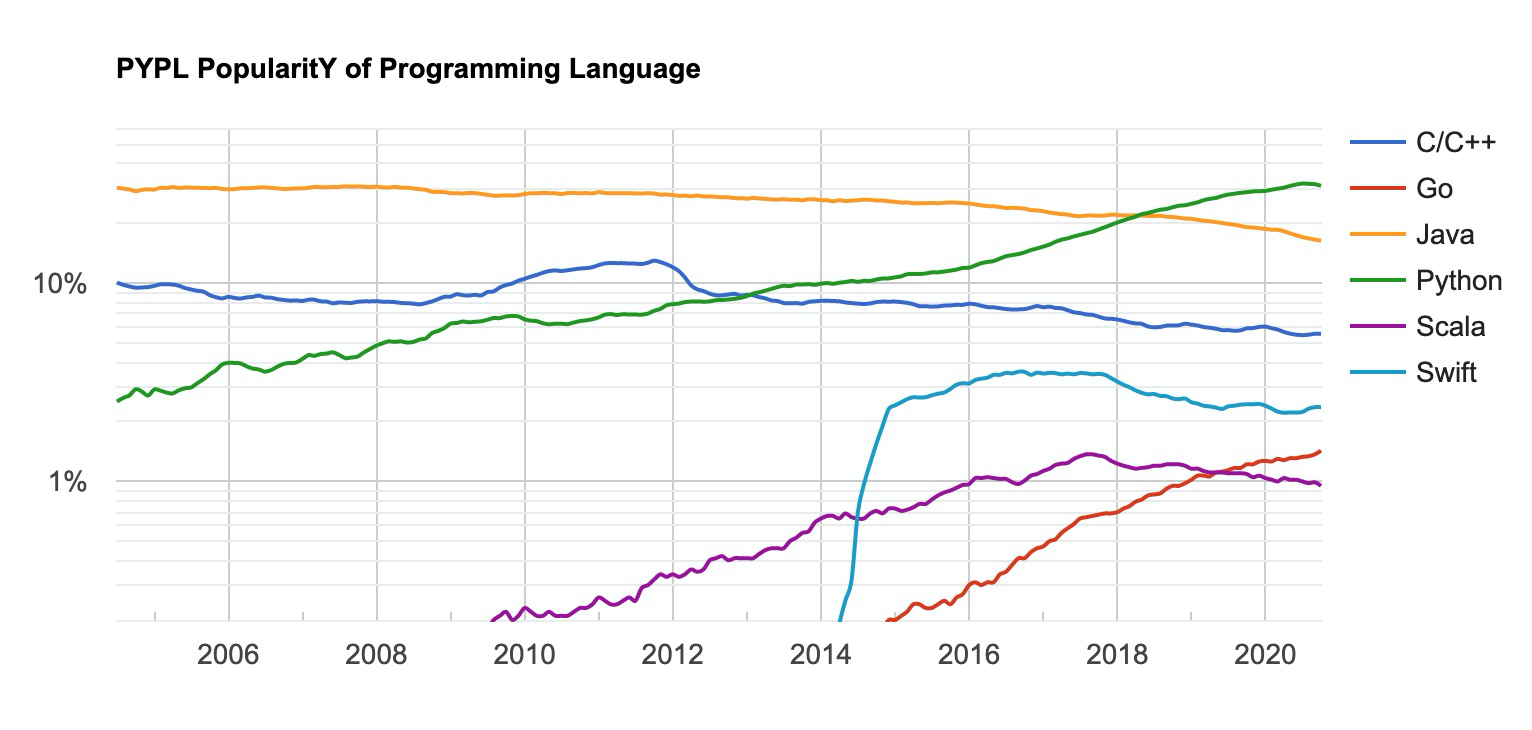 PYPL PopularitY of Programming Language
C/C++
Go
Java
Python
Scala
Swift
10%
1%
2006 2008 2010 2012 2014 2016 2018 2020